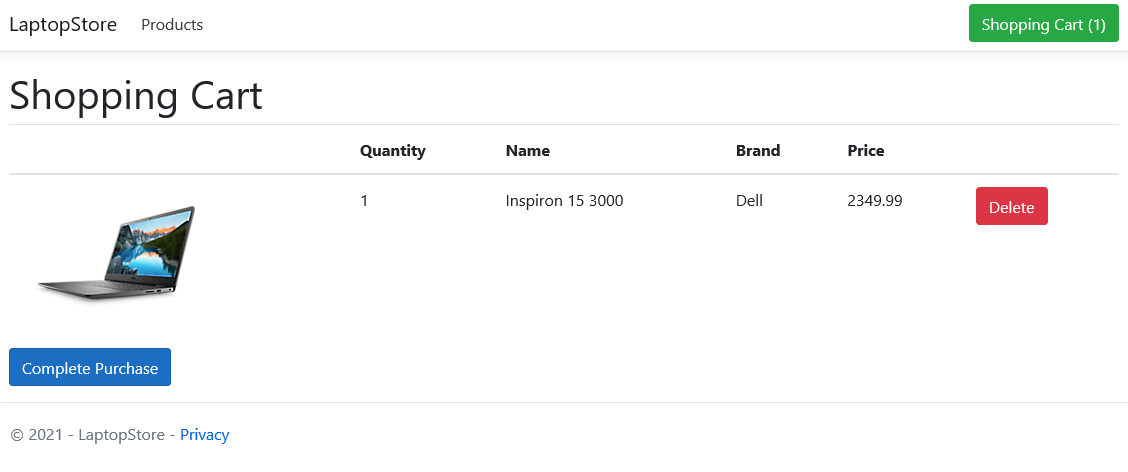 LaptopStore Products Shopping Cart (1)
Shopping Cart
Quantity Name Brand Price
1 Inspiron 15 3000 Dell 2349.99 Delete
Complete Purchase
© 2021 - LaptopStore - Privacy